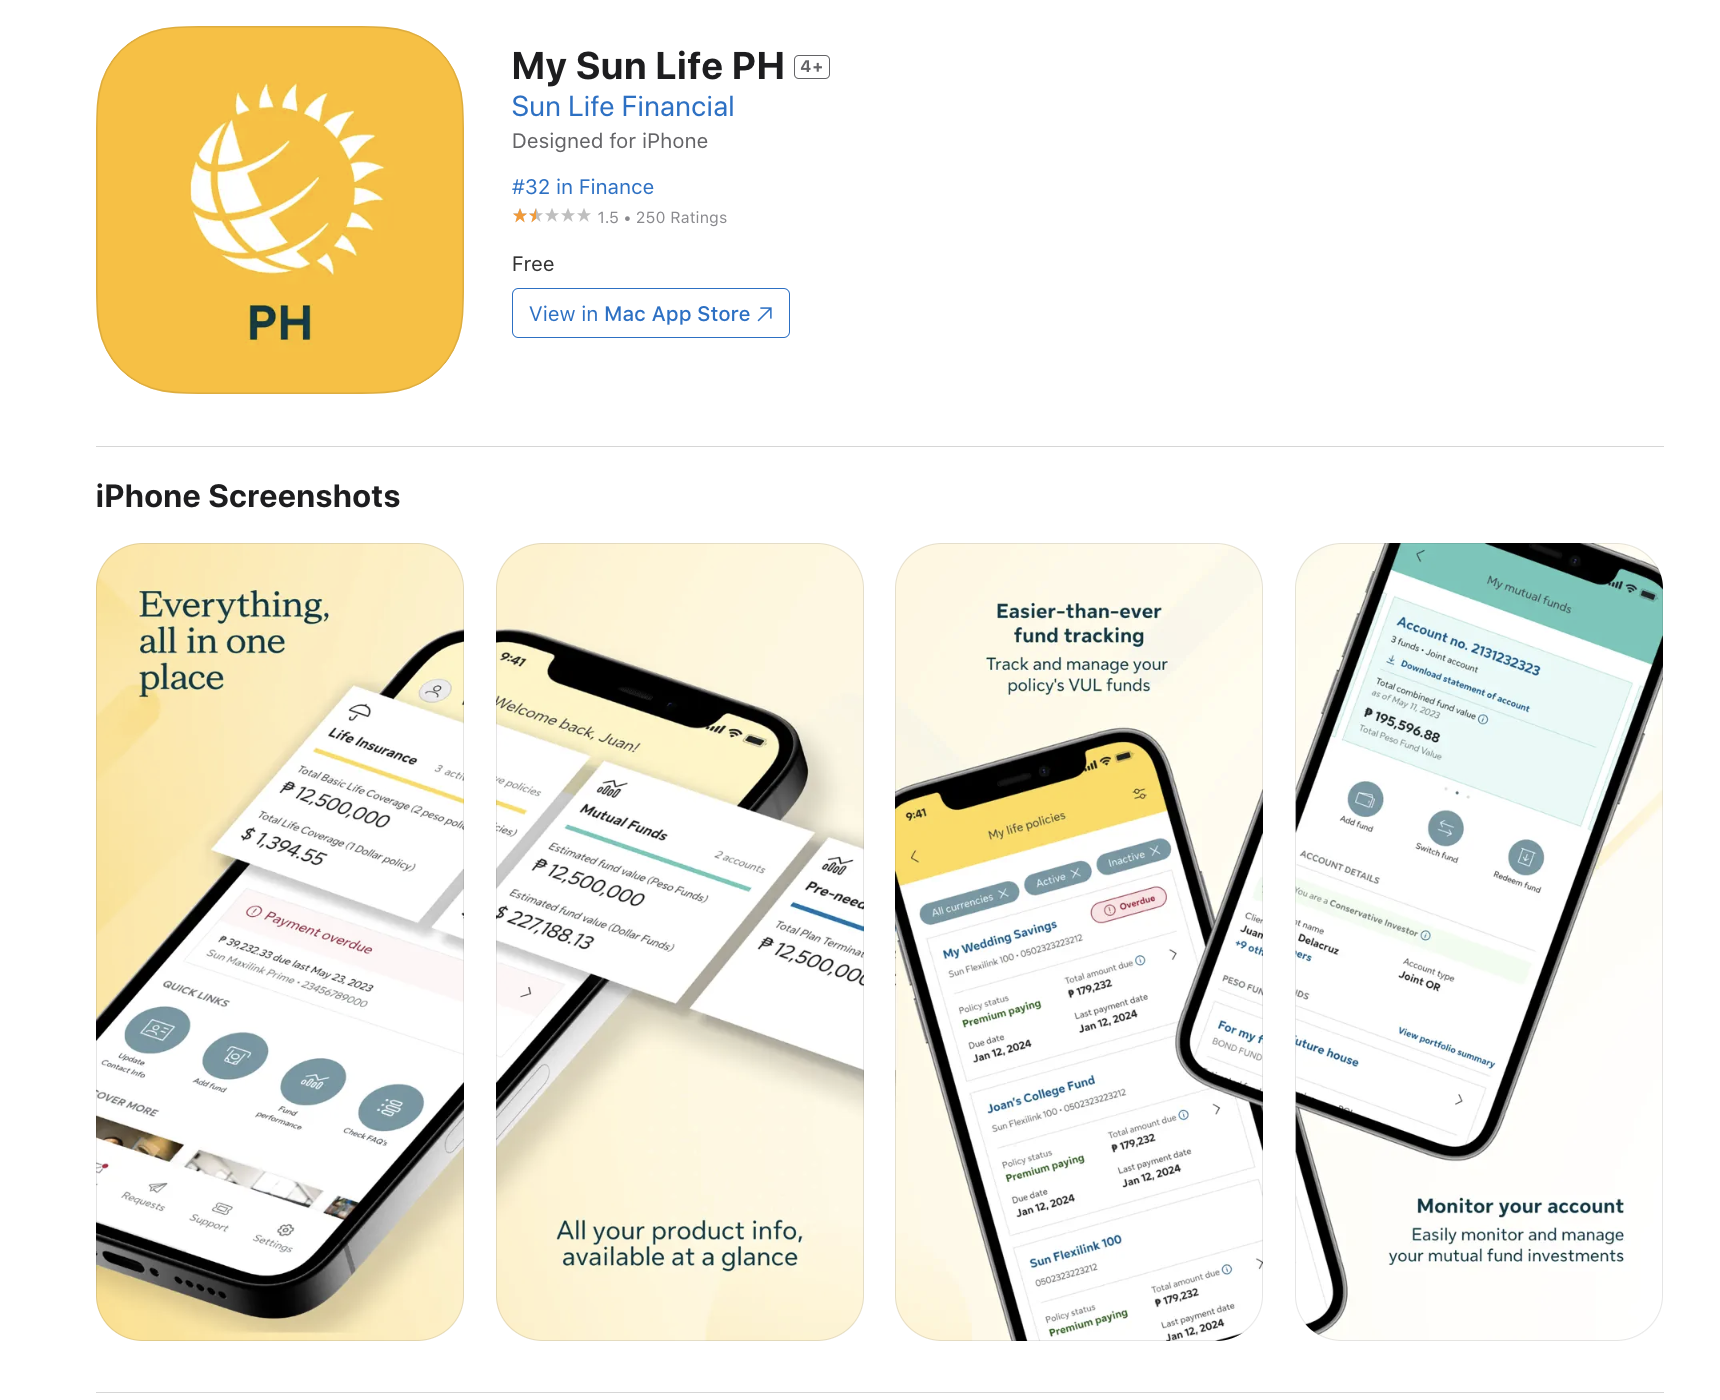 PH
My Sun Life PH 4+
Sun Life Financial
Designed for iPhone
#32 in Finance
1.5 • 250 Ratings
Free
View in Mac App Store
iPhone Screenshots
Everything,
all in one
place
Life Insurance
3 acti
Total Basic Life Coverage (2 peso poli
₱ 12,500,000
Total Life Coverage (1 Dollar policy)
$ 1,394.55
Payment overdue
₱ 39,232.33 due last May 23, 2023
Sun Maxilink Prime • 23456789000
QUICK LINKS
Update
Contact Info
Add fund
Fund
performance
Check FAQ's
OVER MORE
Requests
Support
Settings
9:41
Welcome back, Juan!
ve policies
cies)
Mutual Funds
2 accounts
Estimated fund value (Peso Funds)
₱ 12,500,000
Estimated fund value (Dollar Funds)
$ 227,188.13
Pre-need
Total Plan Terminat
₱ 12,500,000
All your product info,
available at a glance
Easier-than-ever
fund tracking
Track and manage your
policy's VUL funds
9:41
My life policies
All currencies
Active
Inactive
Overdue
My Wedding Savings
Sun Flexilink 100 • 0502323223212
Policy status
Premium paying
Total amount due
₱ 179,232
Due date
Jan 12, 2024
Last payment date
Jan 12, 2024
Joan's College Fund
Sun Flexilink 100 • 0502323223212
Policy status
Premium paying
Total amount due
₱ 179,232
Due date
Jan 12, 2024
Last payment date
Jan 12, 2024
Sun Flexilink 100
0502323223212
Policy status
Premium paying
Total amount due
₱ 179,232
Last payment date
Jan 12, 2024
Clie
Juan
+9 oth
PESO FUN
For my f
BOND FUND
My mutual funds
Account no. 2131232323
3 funds • Joint account
Download statement of account
Total combined fund value
as of May 11, 2023
₱ 195,596.88
Total Peso Fund Value
Add fund
Switch fund
Redeem fund
ACCOUNT DETAILS
You are a Conservative Investor
nt name
Delacruz
ners
Account type
Joint OR
NDS
View portfolio summary
uture house
Monitor your account
Easily monitor and manage
your mutual fund investments